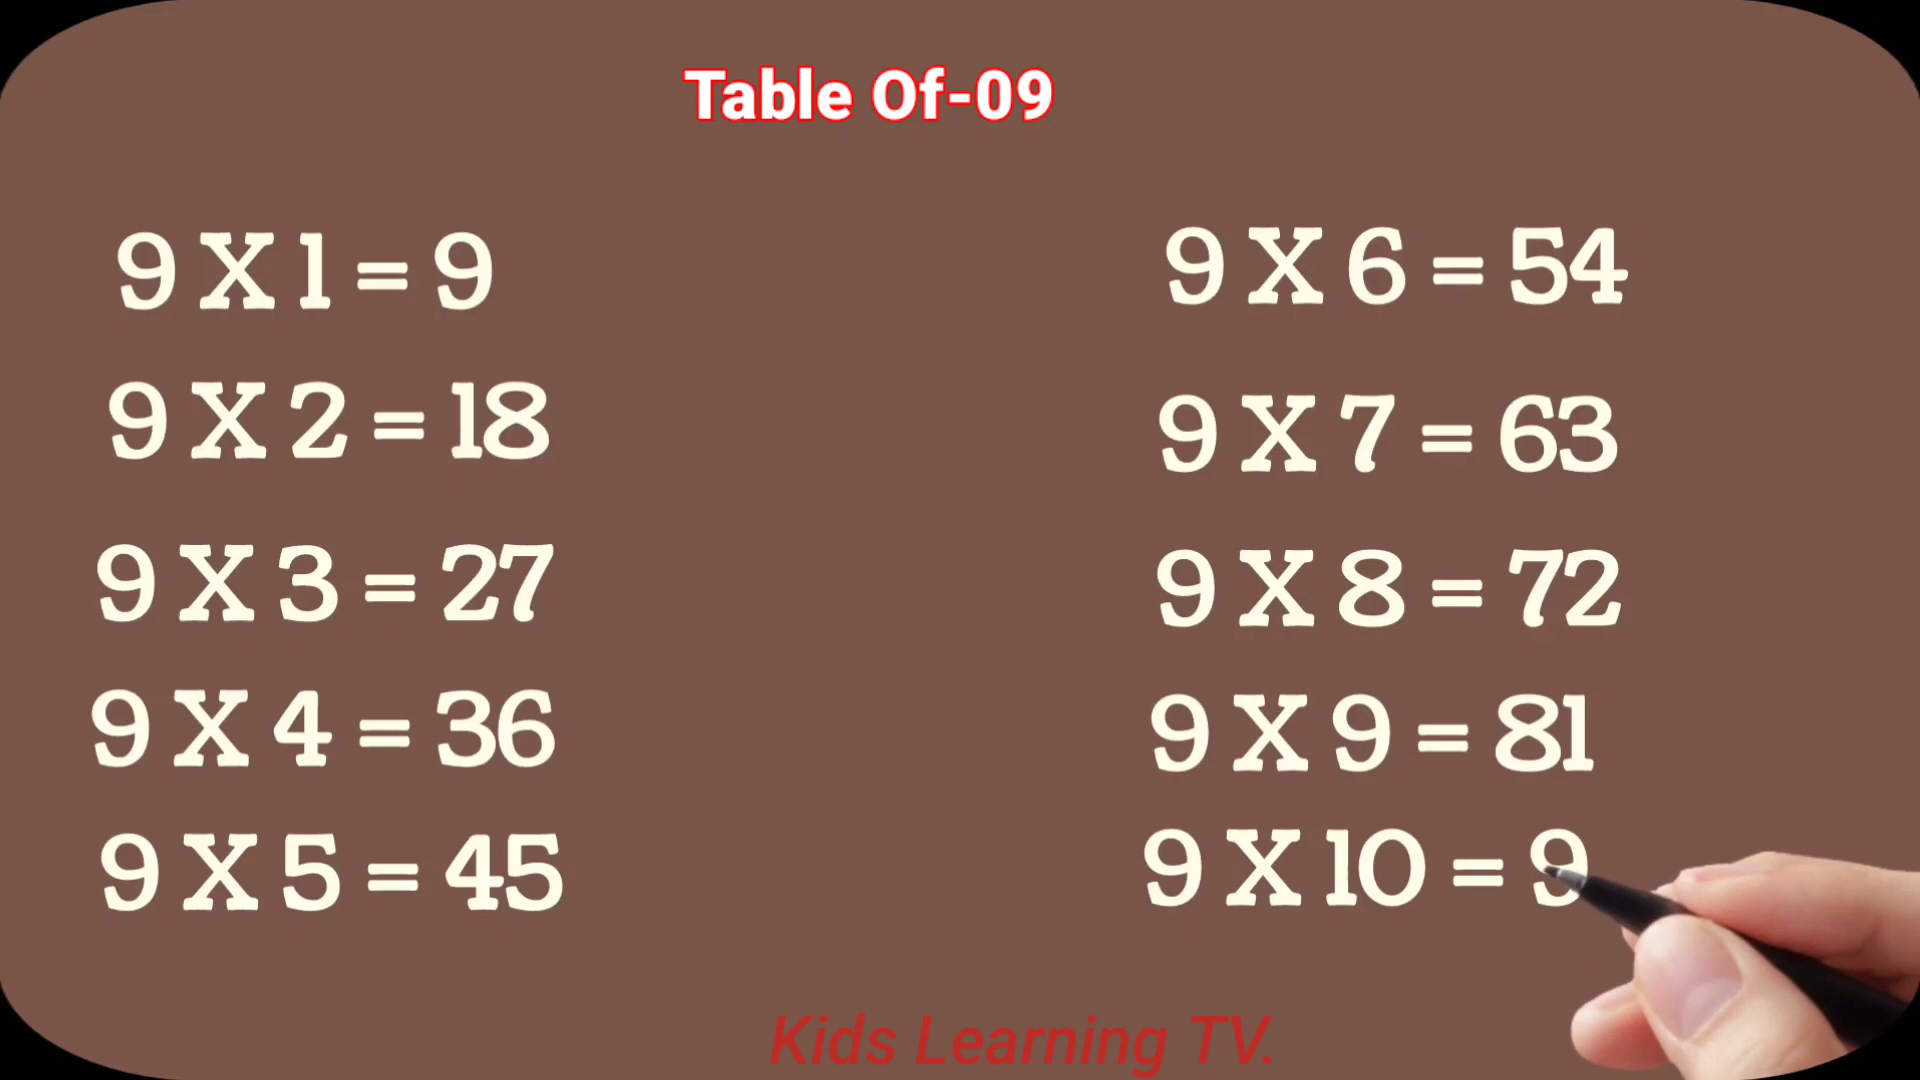 Table Of-09
9 X 1 = 9
9 X 2 = 18
9 X 3 = 27
9 X 4 = 36
9 X 5 = 45
9 X 6 = 54
9 X 7 = 63
9 X 8 = 72
9 X 9 = 81
9 X 10 = 9
Kids Learning TV.